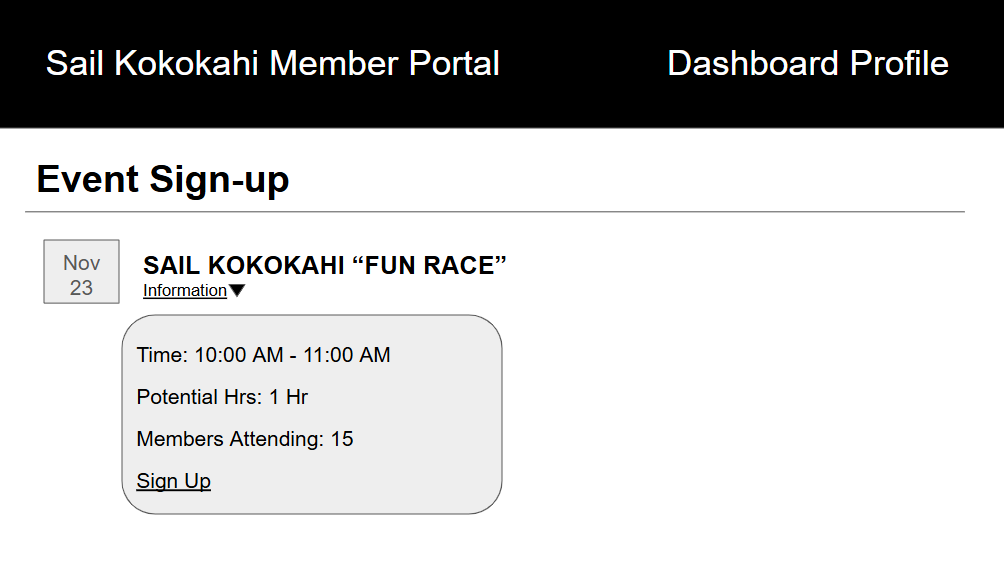 Sail Kokokahi Member Portal
Dashboard Profile
Event Sign-up
Nov
23
SAIL KOKOKAHI “FUN RACE”
Information
Time: 10:00 AM - 11:00 AM
Potential Hrs: 1 Hr
Members Attending: 15
Sign Up